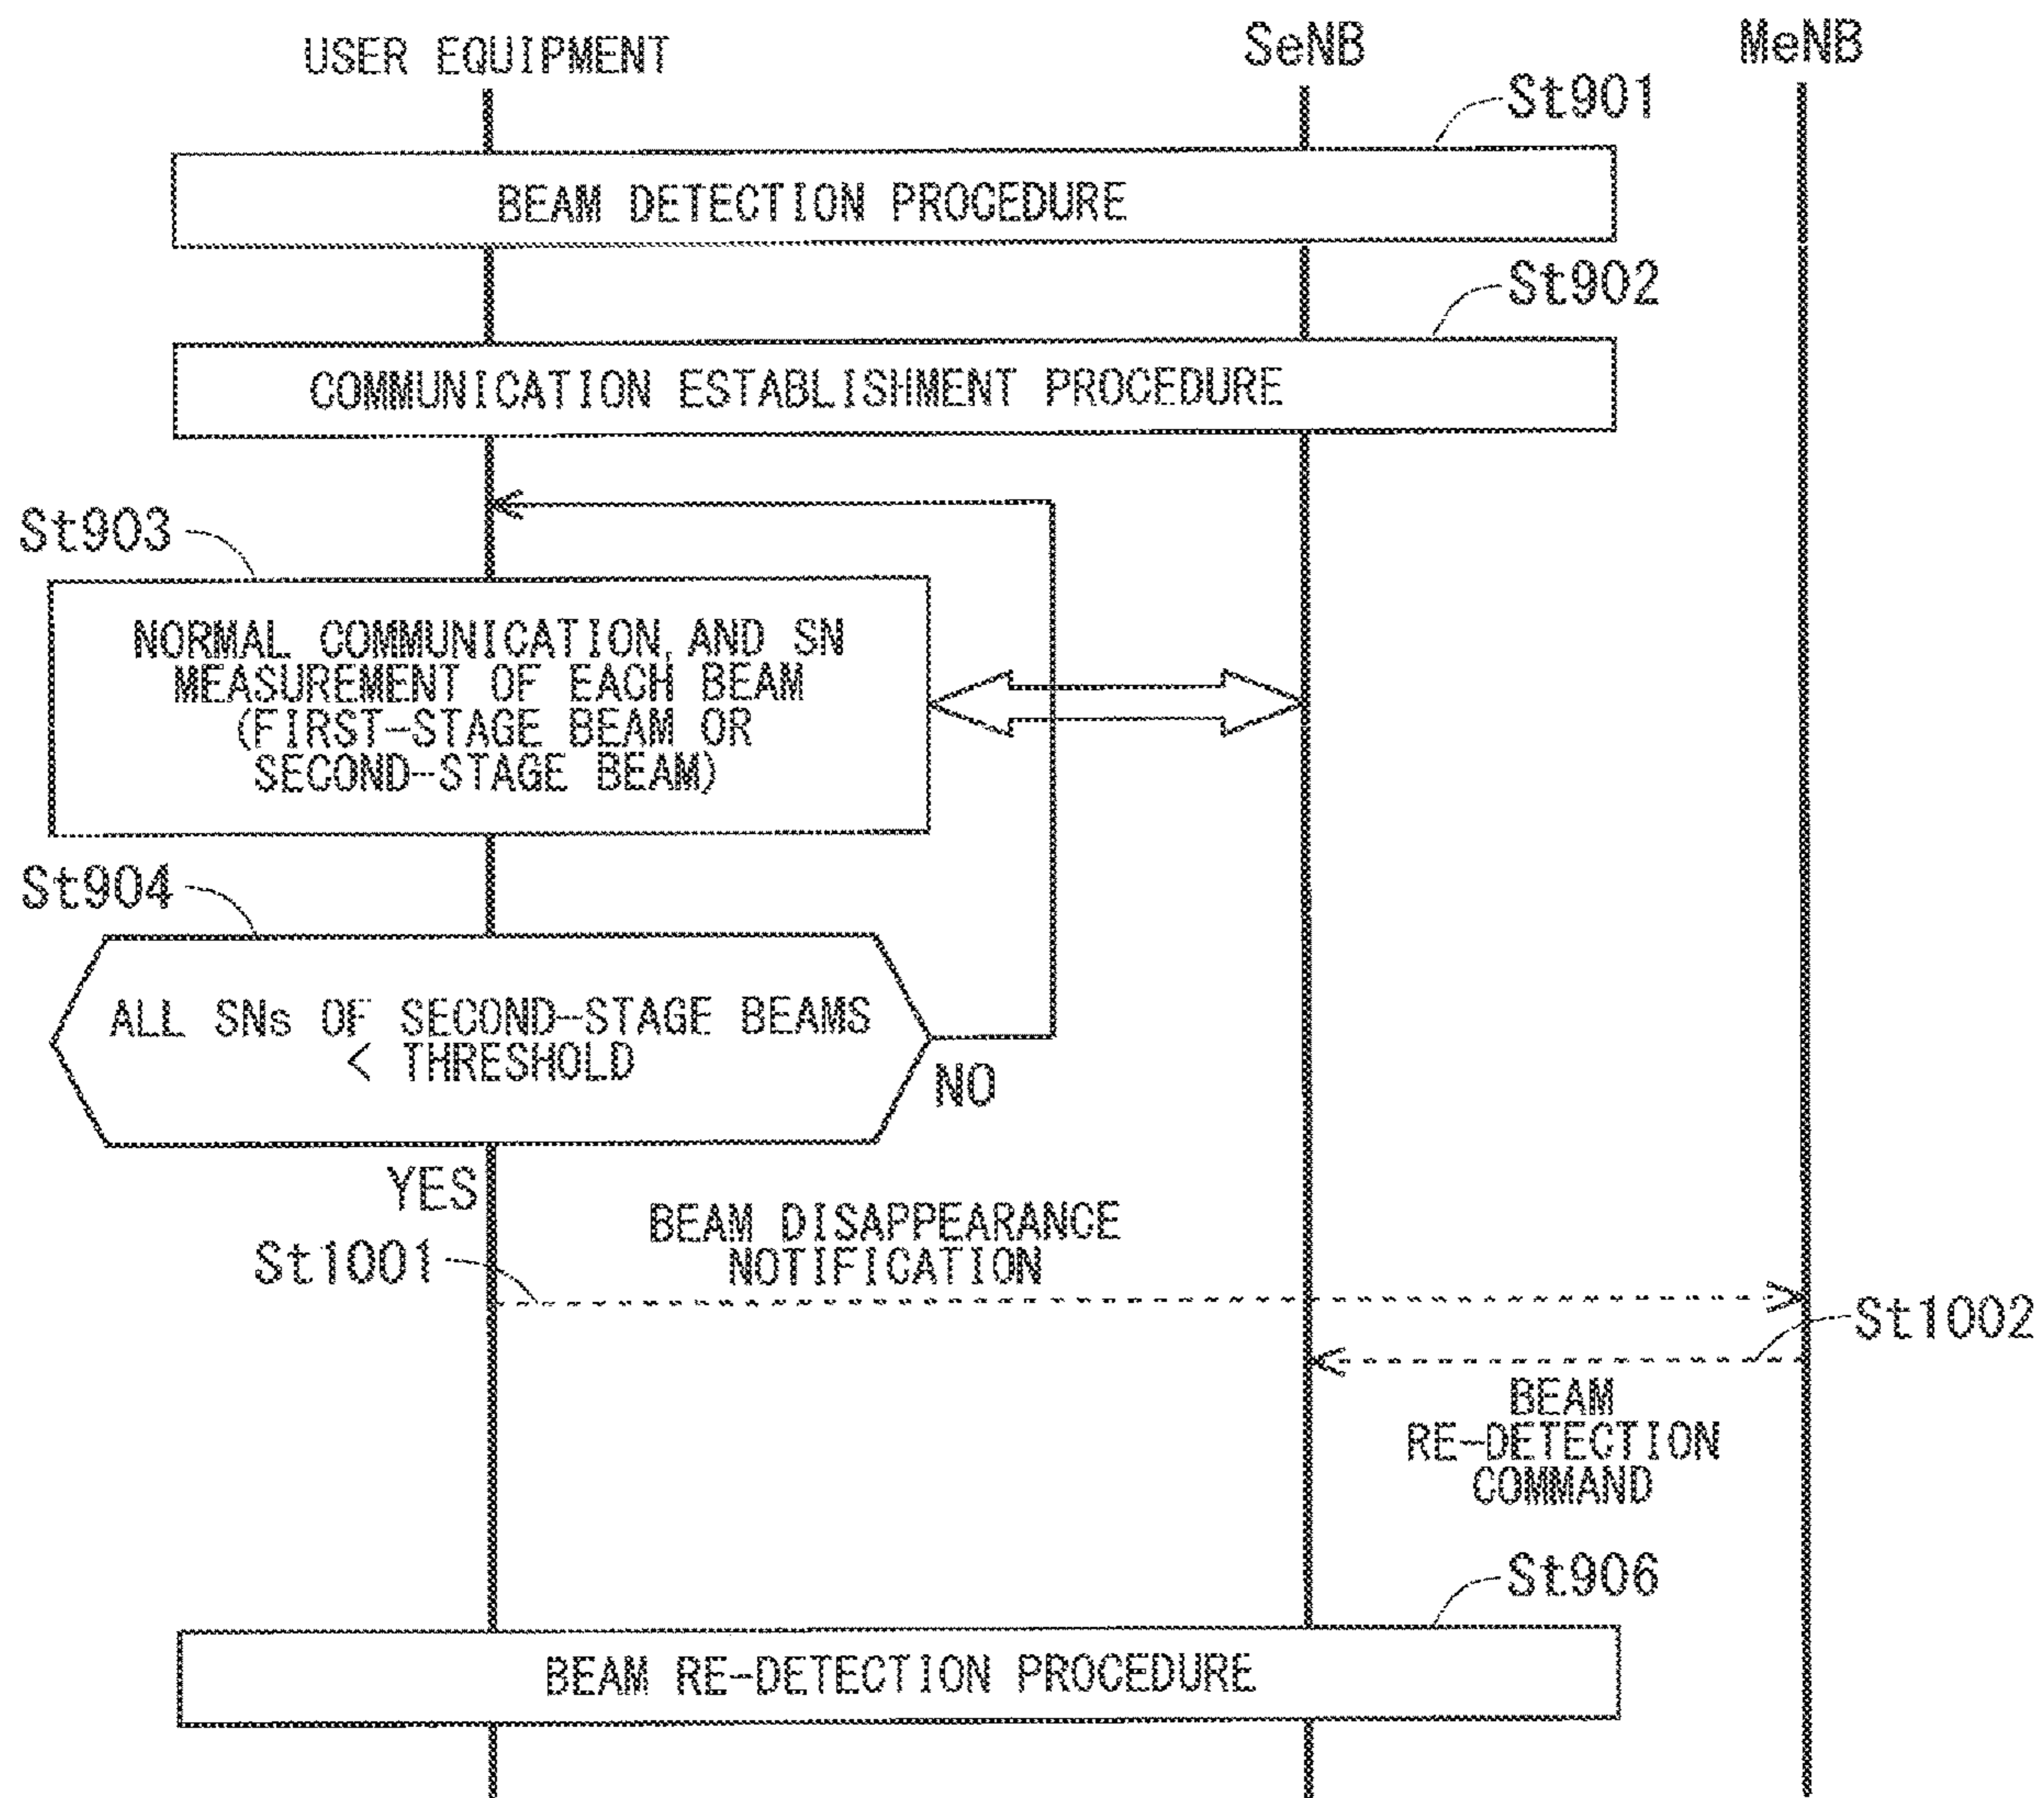 USER EQUIPMENT
SeNB
MeNB
St901
BEAM DETECTION PROCEDURE
St902
COMMUNICATION ESTABLISHMENT PROCEDURE
St903
NORMAL COMMUNICATION, AND SN
MEASUREMENT OF EACH BEAM
(FIRST-STAGE BEAM OR
SECOND-STAGE BEAM)
St904
ALL SNs OF SECOND-STAGE BEAMS
< THRESHOLD
NO
YES
BEAM DISAPPEARANCE
NOTIFICATION
St1001
St1002
BEAM
RE-DETECTION
COMMAND
St906
BEAM RE-DETECTION PROCEDURE